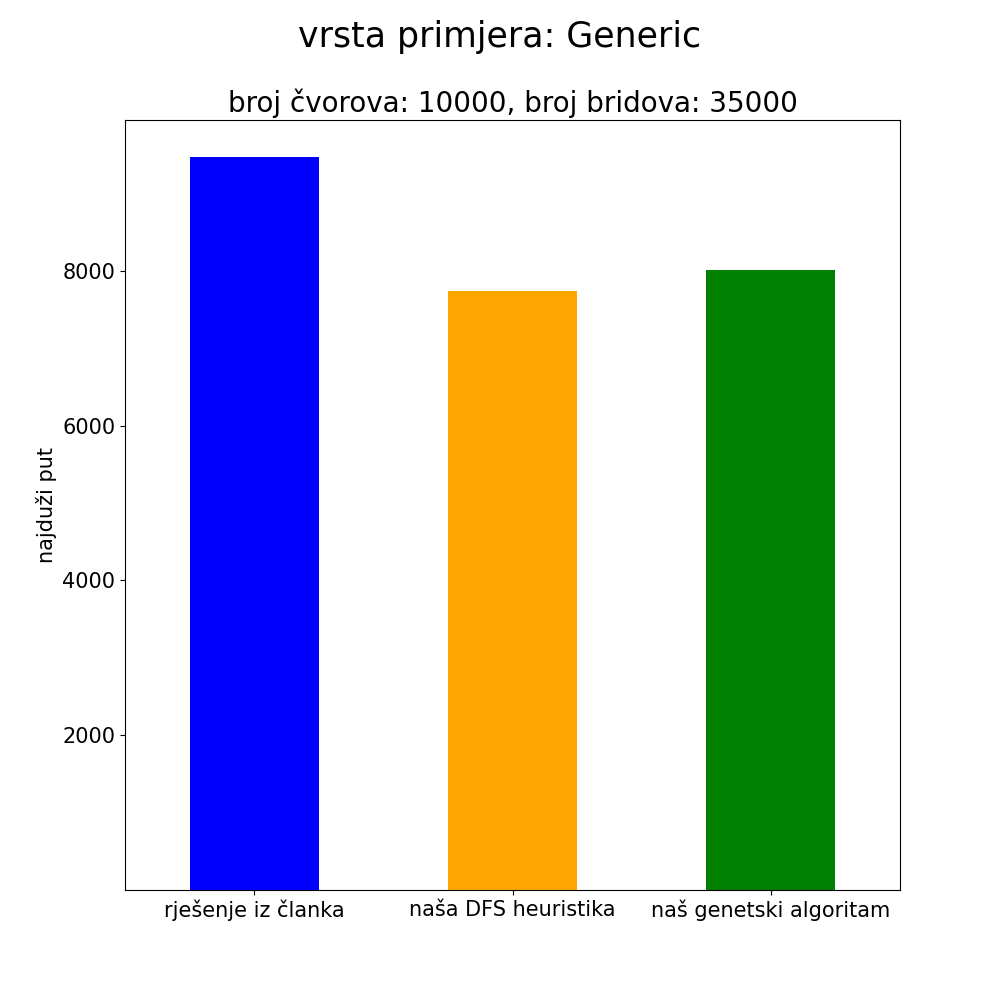 vrsta primjera: Generic
broj čvorova: 10000, broj bridova: 35000
najduži put
8000
6000
4000
2000
rješenje iz članka
naša DFS heuristika
naš genetski algoritam